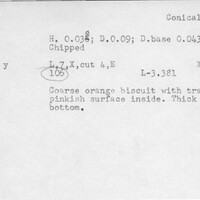 Conical
H. 0.038; D.0.09; D.base 0.043
Chipped
y L,7,X,cut 4,E X
106 L-3.381
Coarse orange biscuit with tra
pinkish surface inside. Thick
bottom.